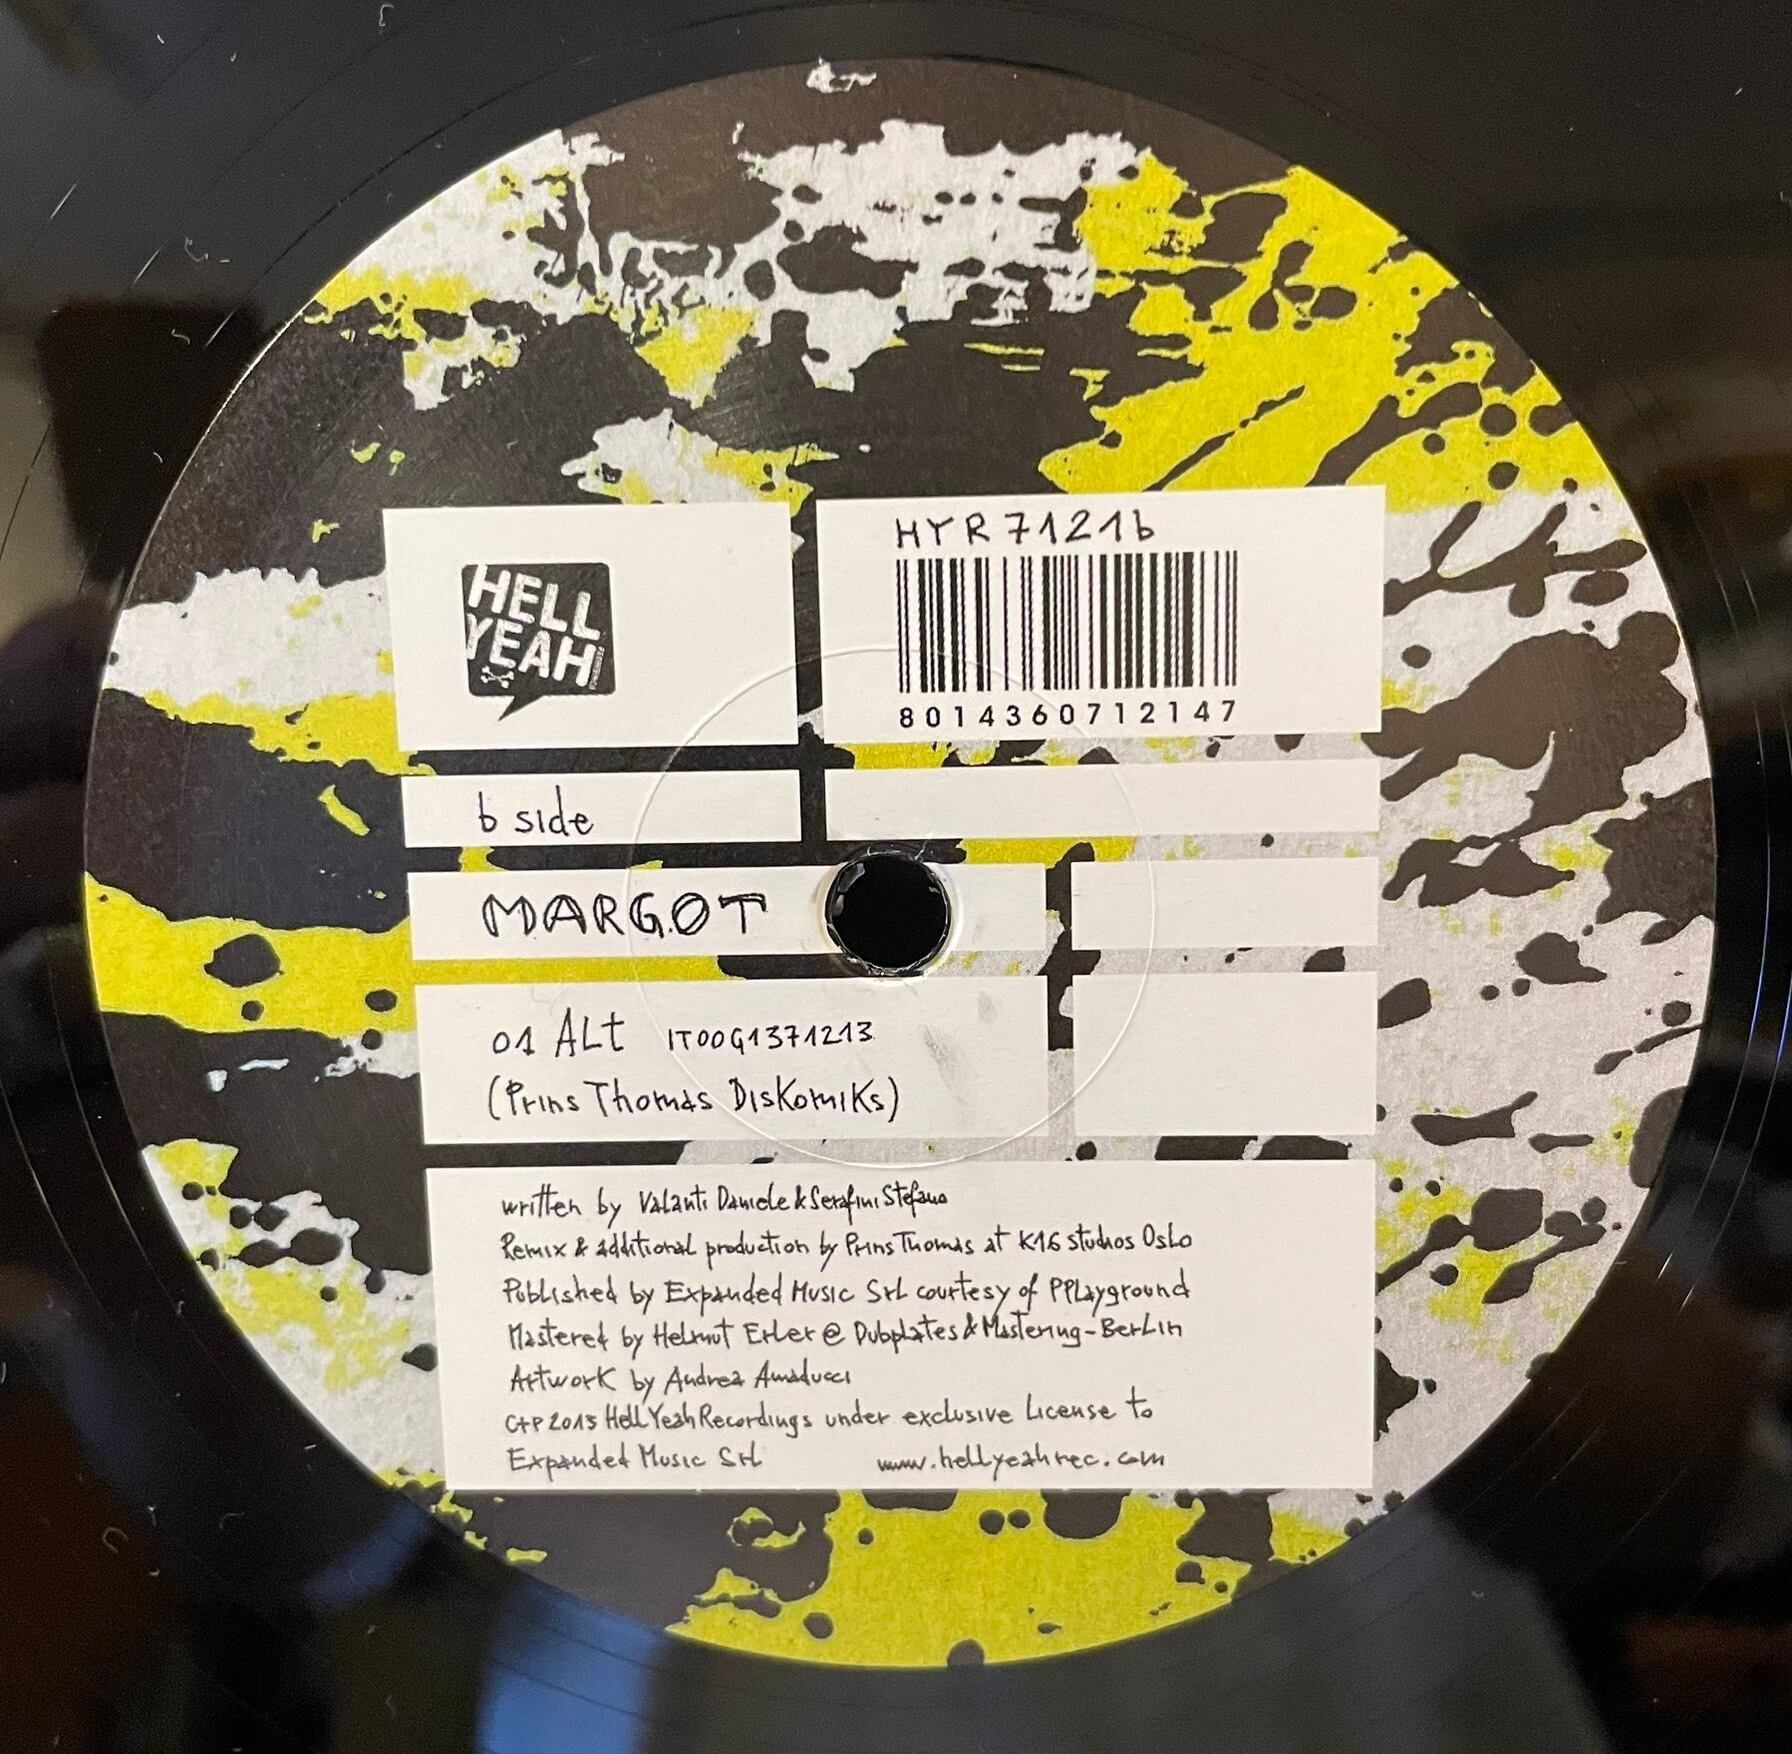 HELL
YEAH!
HYR7121b
8014360712147
b side
MARGOT
01 ALt IT00G1371213
(Prins Thomas Diskomiks)
written by Valanti Daniele & Serafini Stefano
Remix & additional production by Prins Thomas at K16 studios Oslo
Published by Expanded Music Srl courtesy of PPlayground
Mastered by Helmut Erler @ Dubplates & Mastering - Berlin
Artwork by Andrea Amaducci
C+P 2013 Hell Yeah Recordings under exclusive License to
Expanded Music Srl www.hellyeahrec.com